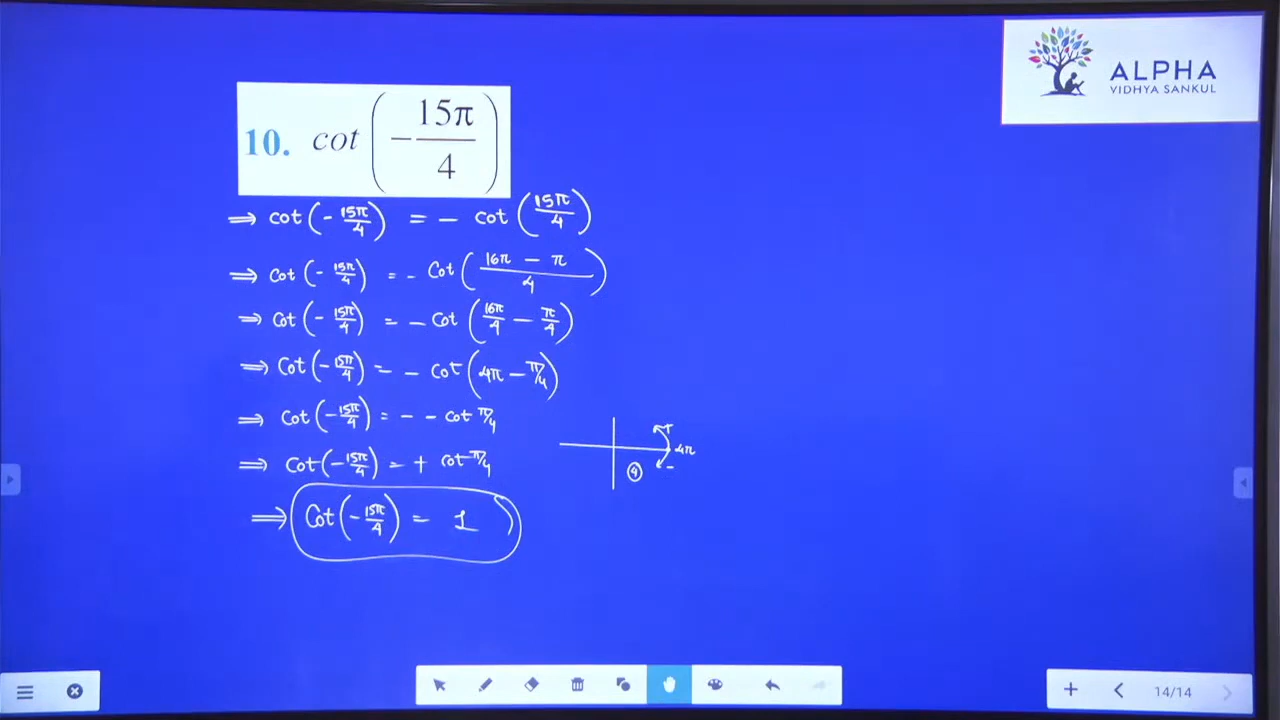 ALPHA
VIDHYA SANKUL
10. cot (− 15π/4)
⇒ cot (− 15π/4) = − cot (15π/4)
⇒ cot (− 15π/4) = − cot ((16π − π)/4)
⇒ cot (− 15π/4) = − cot (16π/4 − π/4)
⇒ cot (− 15π/4) = − cot (4π − π/4)
⇒ cot (− 15π/4) = − − cot π/4
⇒ cot (− 15π/4) = + cot π/4
⇒ cot (− 15π/4) = 1
+
4π
−
4
14/14